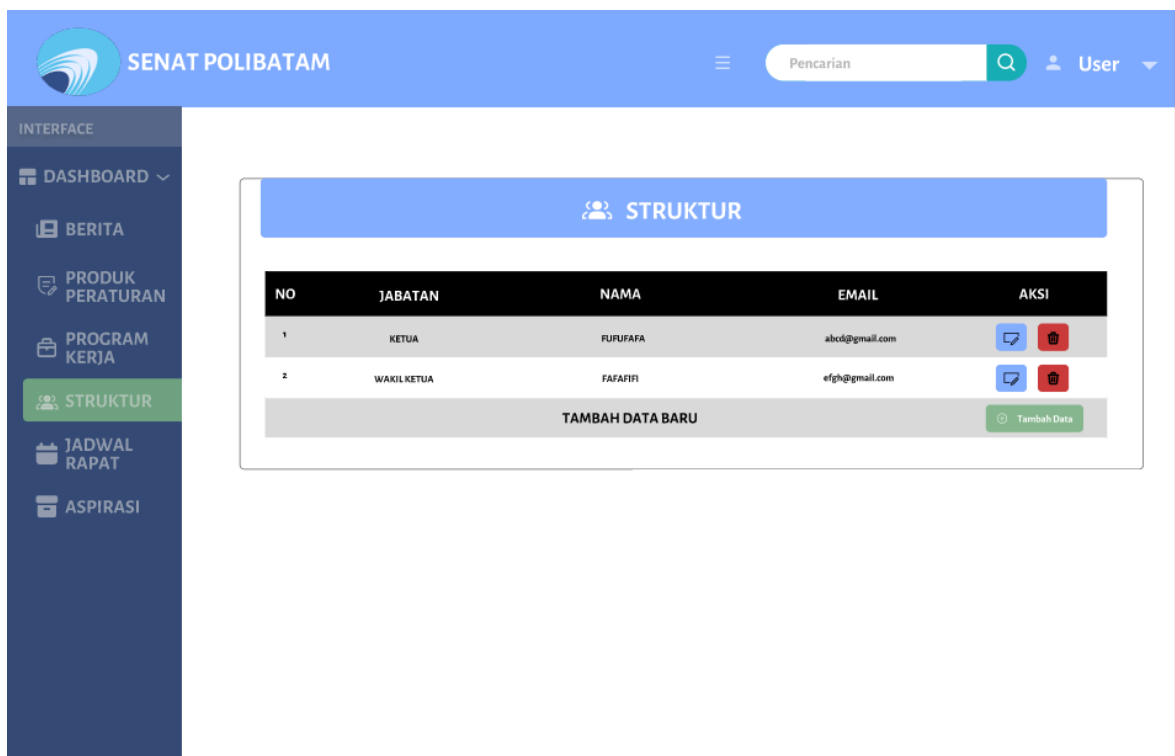 SENAT POLIBATAM
Pencarian
User
INTERFACE
DASHBOARD
BERITA
PRODUK
PERATURAN
PROGRAM
KERJA
STRUKTUR
JADWAL
RAPAT
ASPIRASI
STRUKTUR
NO JABATAN NAMA EMAIL AKSI
1 KETUA FUFUFAFA abcd@gmail.com
2 WAKIL KETUA FAFAFIFI efgh@gmail.com
TAMBAH DATA BARU Tambah Data